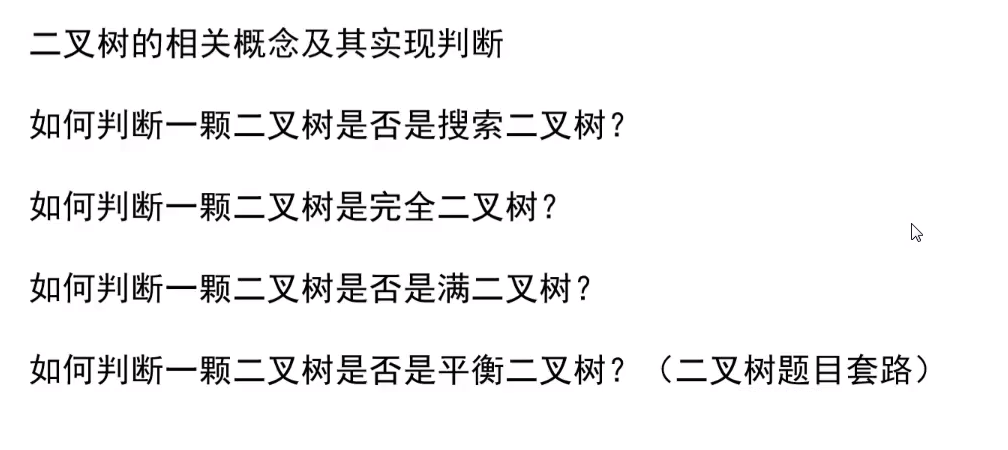 二叉树的相关概念及其实现判断
如何判断一颗二叉树是否是搜索二叉树？
如何判断一颗二叉树是完全二叉树？
如何判断一颗二叉树是否是满二叉树？
如何判断一颗二叉树是否是平衡二叉树？（二叉树题目套路）